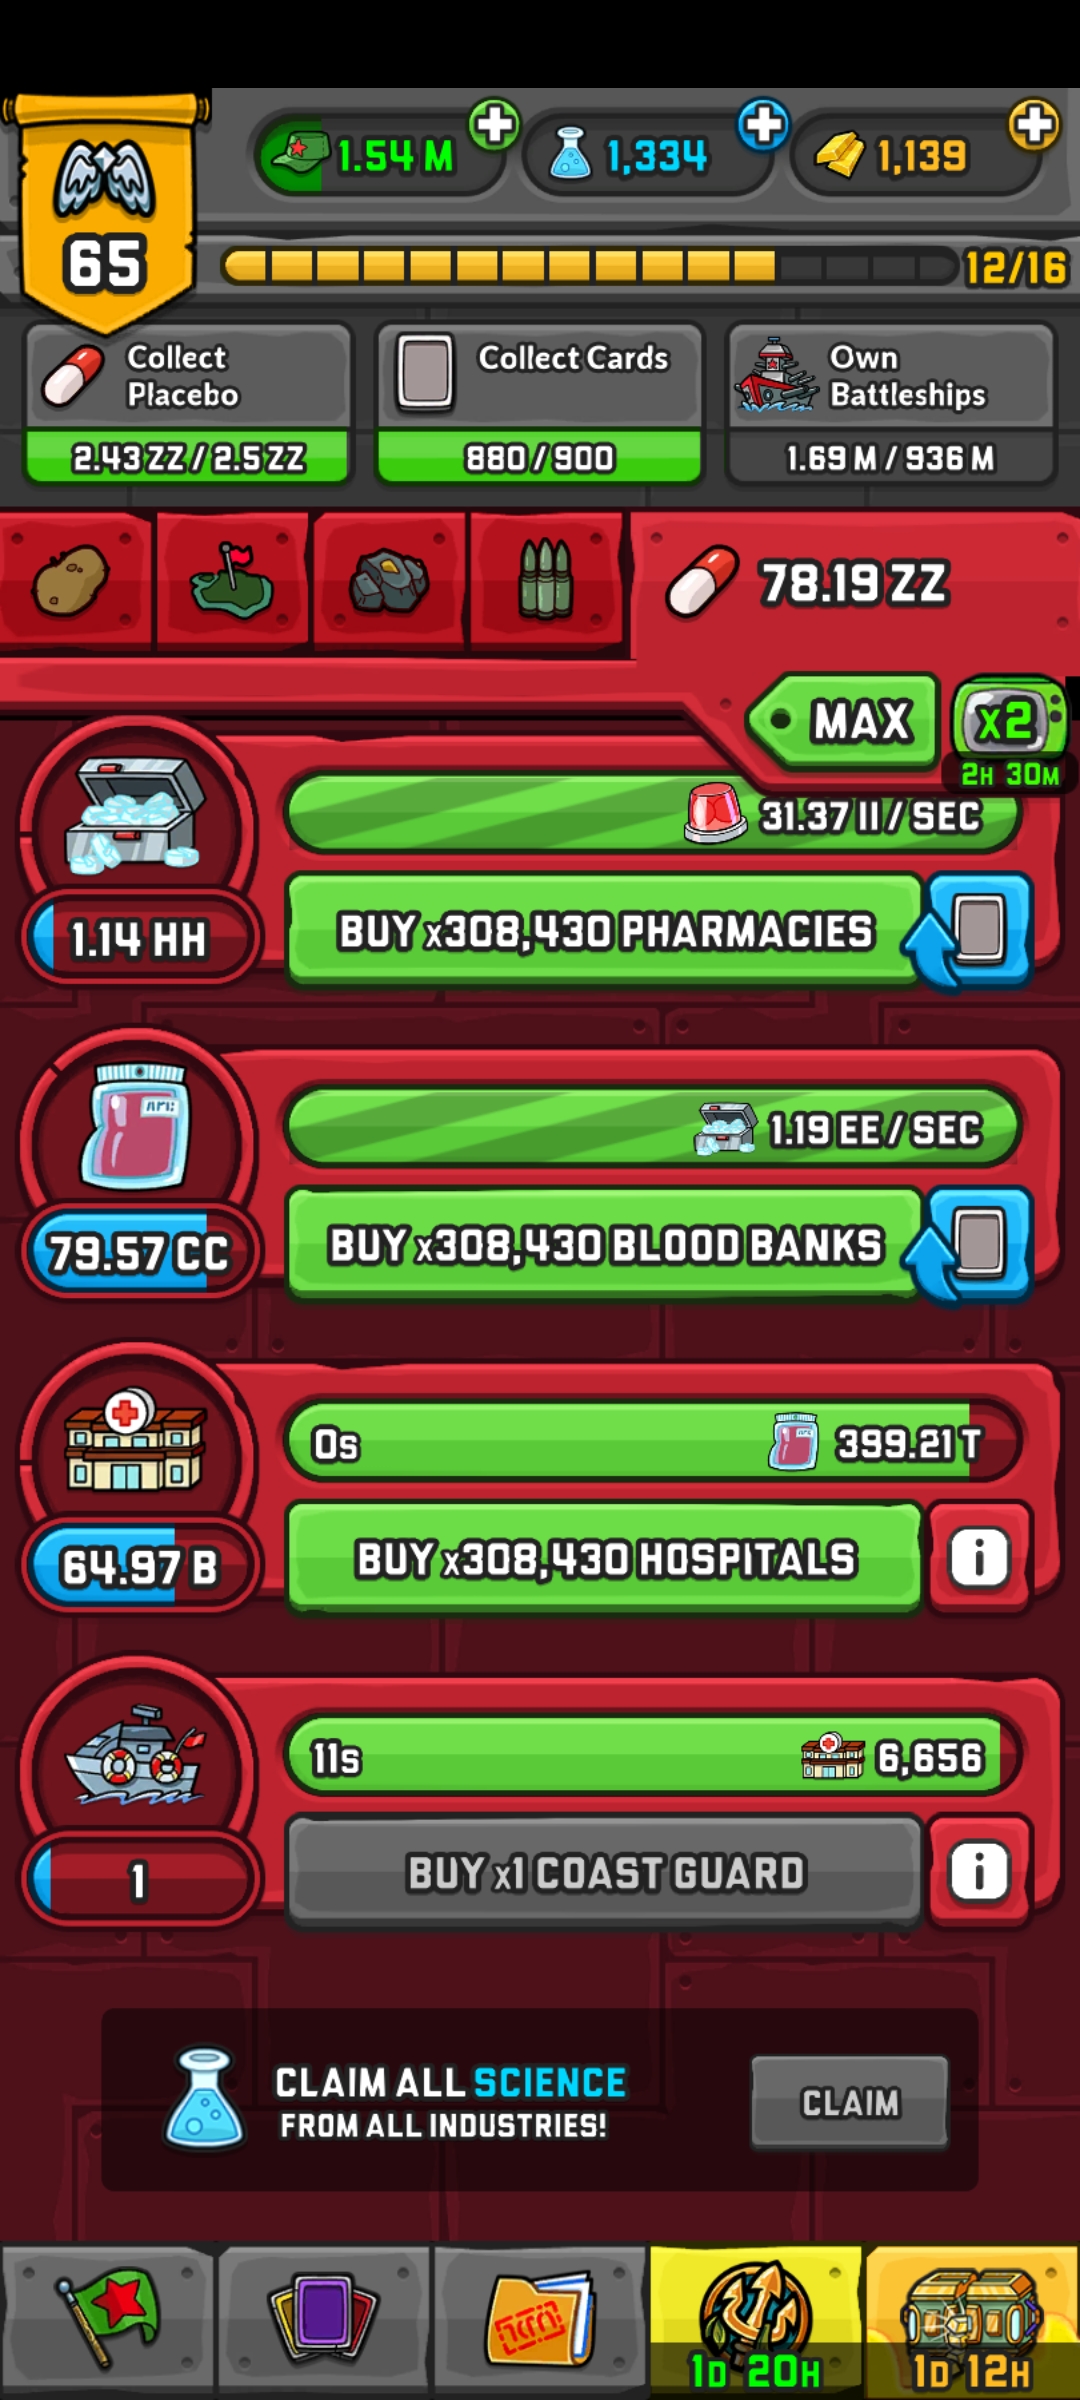 1.54 M
1,334
1,139
65
12/16
Collect
Placebo
2.43 ZZ / 2.5 ZZ
Collect Cards
880 / 900
Own
Battleships
1.69 M / 936 M
78.19 ZZ
MAX
x2
2H 30M
31.37 II / SEC
1.14 HH
BUY x308,430 PHARMACIES
1.19 EE / SEC
79.57 CC
BUY x308,430 BLOOD BANKS
0s
399.21 T
64.97 B
BUY x308,430 HOSPITALS
i
11s
6,656
1
BUY x1 COAST GUARD
i
CLAIM ALL SCIENCE
FROM ALL INDUSTRIES!
CLAIM
1D 20H
1D 12H